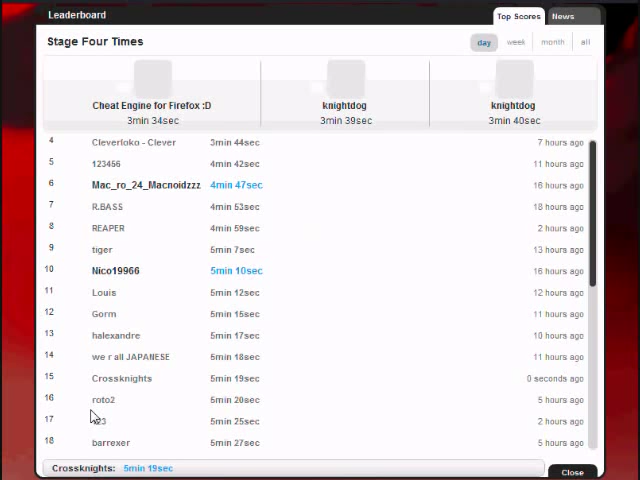 Leaderboard
Top Scores
News
Stage Four Times
day week month all
Cheat Engine for Firefox :D knightdog knightdog
3min 34sec 3min 39sec 3min 40sec
4 Cleverloko - Clever 3min 44sec 7 hours ago
5 123456 4min 42sec 11 hours ago
6 Mac_ro_24_Macnoidzzz 4min 47sec 16 hours ago
7 R.BASS 4min 53sec 18 hours ago
8 REAPER 4min 59sec 2 hours ago
9 tiger 5min 7sec 13 hours ago
10 Nico19966 5min 10sec 16 hours ago
11 Louis 5min 12sec 12 hours ago
12 Gorm 5min 15sec 11 hours ago
13 halexandre 5min 17sec 10 hours ago
14 we r all JAPANESE 5min 18sec 11 hours ago
15 Crossknights 5min 19sec 0 seconds ago
16 roto2 5min 20sec 5 hours ago
17 5min 25sec 2 hours ago
18 barrexer 5min 27sec 5 hours ago
Crossknights: 5min 19sec
Close